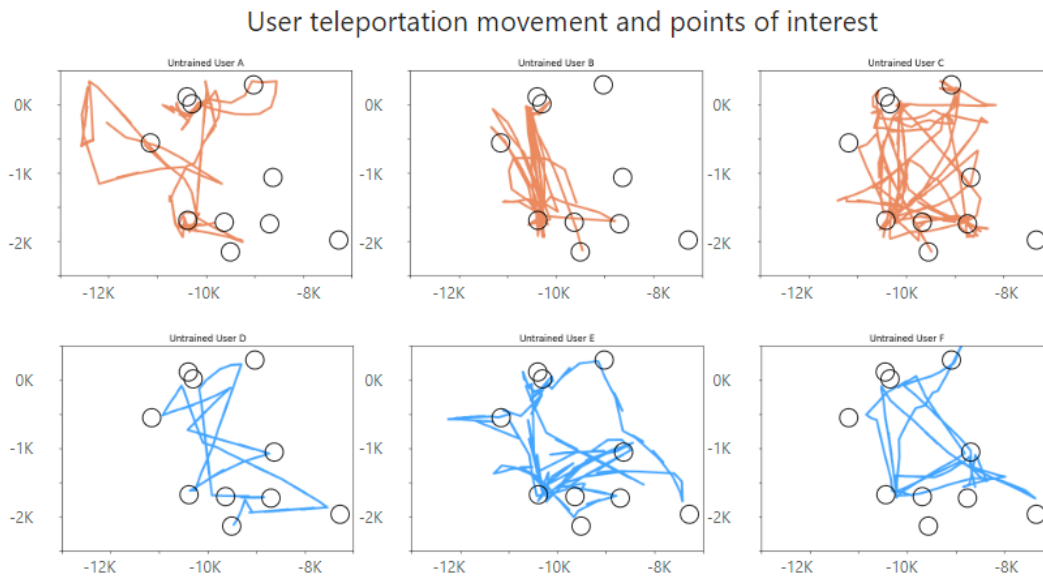 User teleportation movement and points of interest
Untrained User A
Untrained User B
Untrained User C
0K
0K
0K
-1K
-1K
-1K
-2K
-2K
-2K
-12K
-10K
-8K
-12K
-10K
-8K
-12K
-10K
-8K
Untrained User D
Untrained User E
Untrained User F
0K
0K
0K
-1K
-1K
-1K
-2K
-2K
-2K
-12K
-10K
-8K
-12K
-10K
-8K
-12K
-10K
-8K